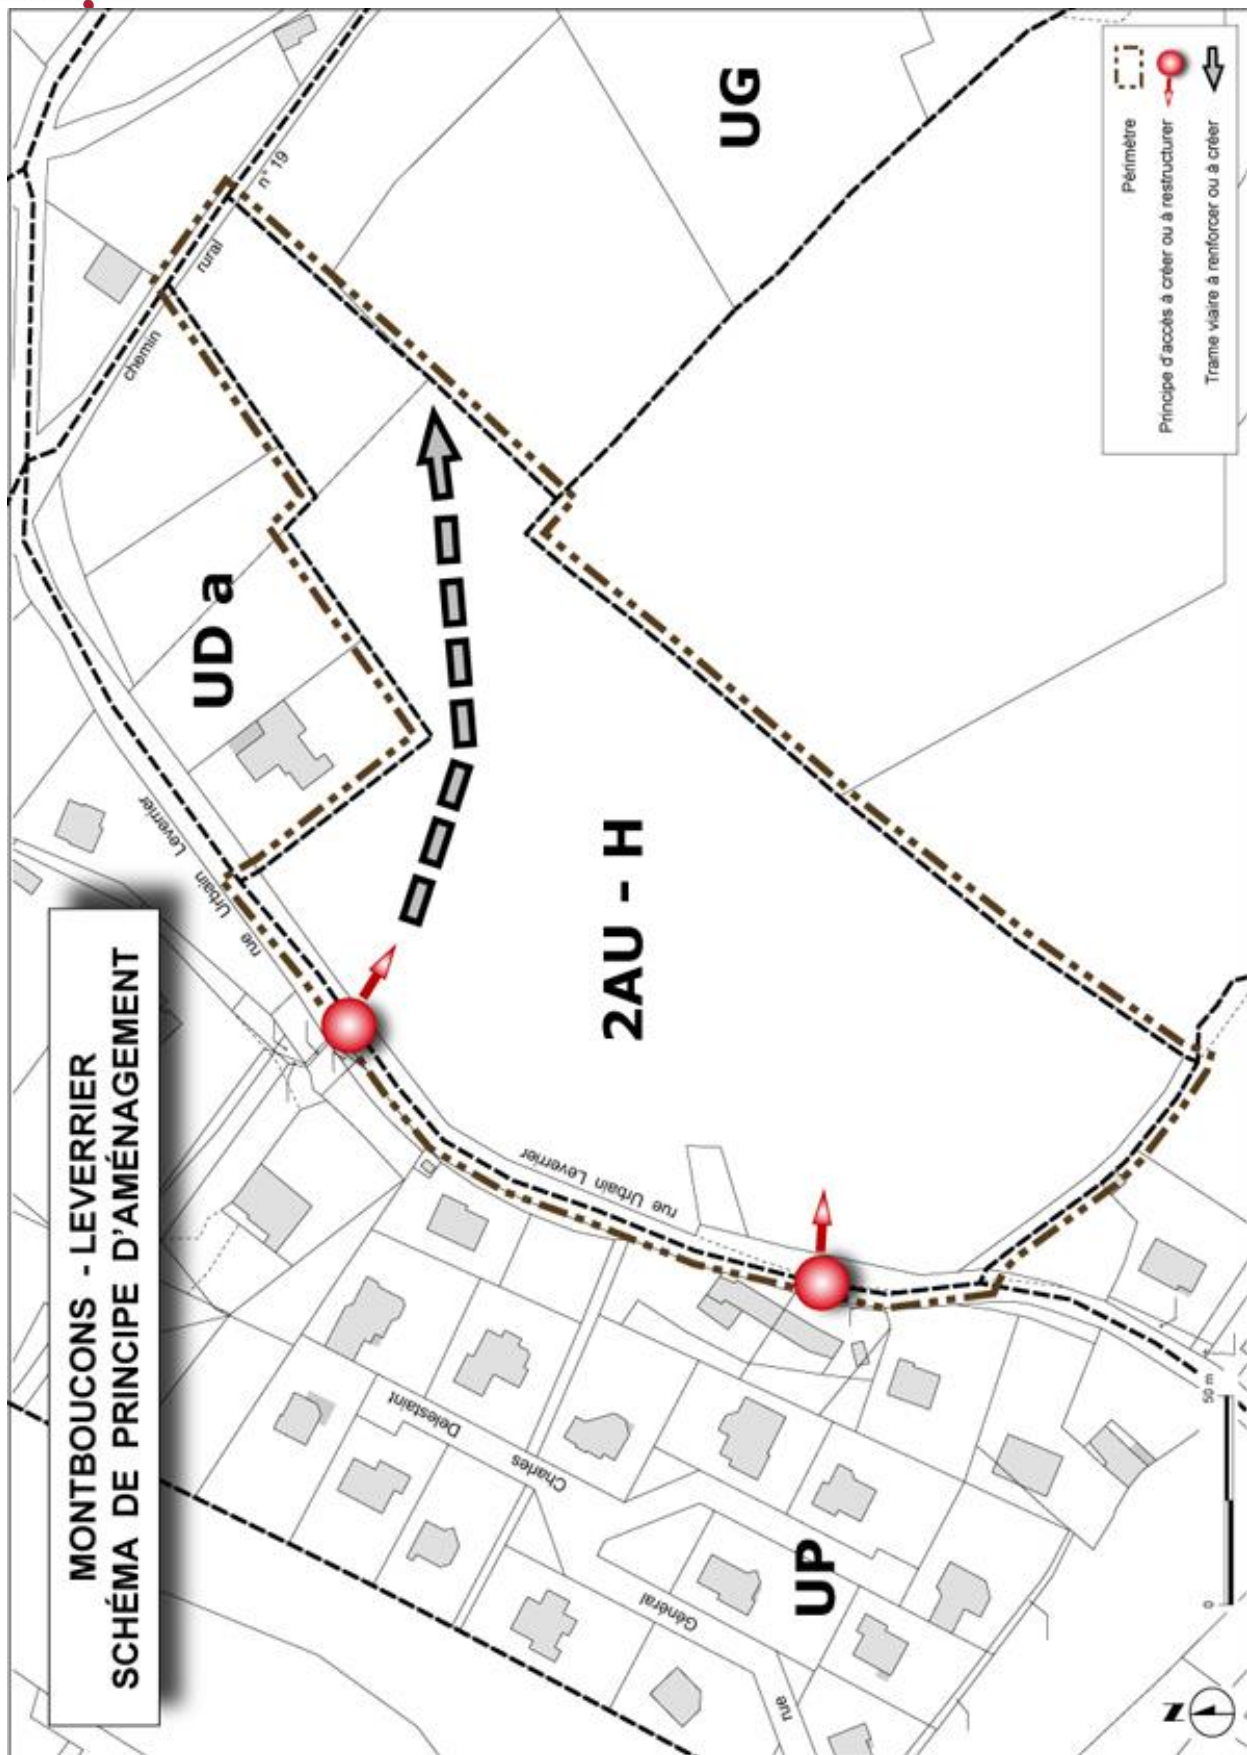 MONTBOUCONS - LEVERRIER
SCHÉMA DE PRINCIPE D'AMÉNAGEMENT
rue Urbain Leverrier
chemin rural n° 19
UD a
UG
2AU - H
rue Urbain Leverrier
UP
rue Général Charles Delestaint
Périmètre
Principe d'accès à créer ou à restructurer
Trame viaire à renforcer ou à créer
N
0 50 m